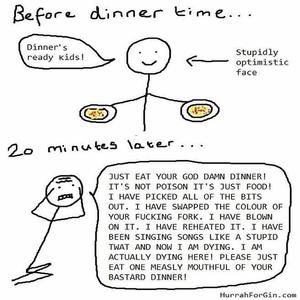 Before dinner time...
Dinner's
ready kids!
Stupidly
optimistic
face
20 minutes later...
JUST EAT YOUR GOD DAMN DINNER!
IT'S NOT POISON IT'S JUST FOOD!
I HAVE PICKED ALL OF THE BITS
OUT. I HAVE SWAPPED THE COLOUR OF
YOUR FUCKING FORK. I HAVE BLOWN
ON IT. I HAVE REHEATED IT. I HAVE
BEEN SINGING SONGS LIKE A STUPID
TWAT AND NOW I AM DYING. I AM
ACTUALLY DYING HERE! PLEASE JUST
EAT ONE MEASLY MOUTHFUL OF YOUR
BASTARD DINNER!
HurrahForGin.com